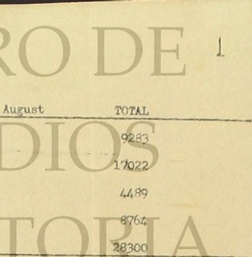 RO DE
1
August TOTAL
9283
DIOS
17022
4489
8764
TORIA
28300